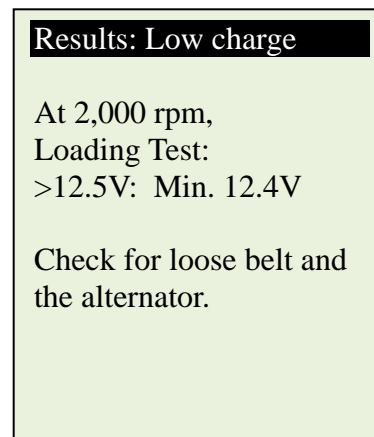 Results: Low charge
At 2,000 rpm,
Loading Test:
>12.5V: Min. 12.4V
Check for loose belt and
the alternator.